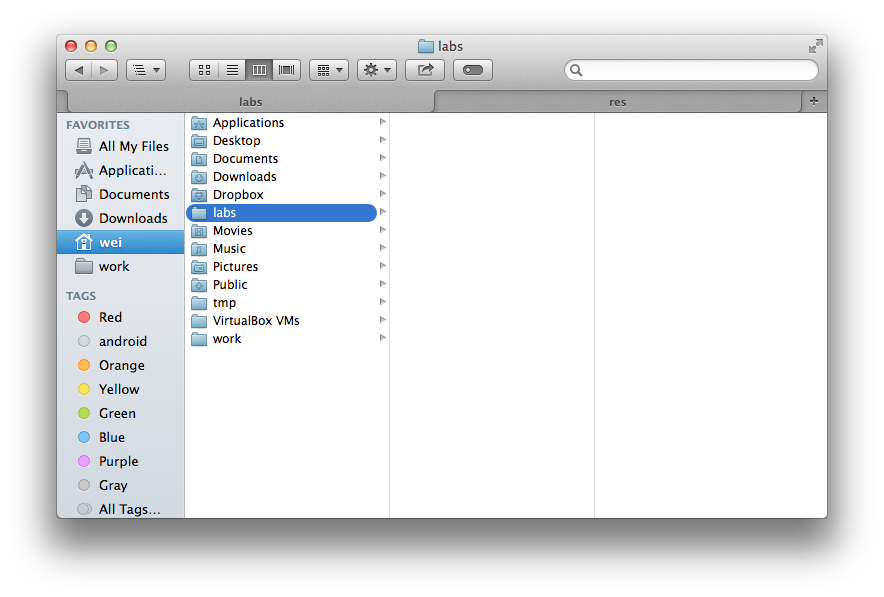 labs
labs
res
FAVORITES
All My Files
Applicati...
Documents
Downloads
wei
work
TAGS
Red
android
Orange
Yellow
Green
Blue
Purple
Gray
All Tags...
Applications
Desktop
Documents
Downloads
Dropbox
labs
Movies
Music
Pictures
Public
tmp
VirtualBox VMs
work